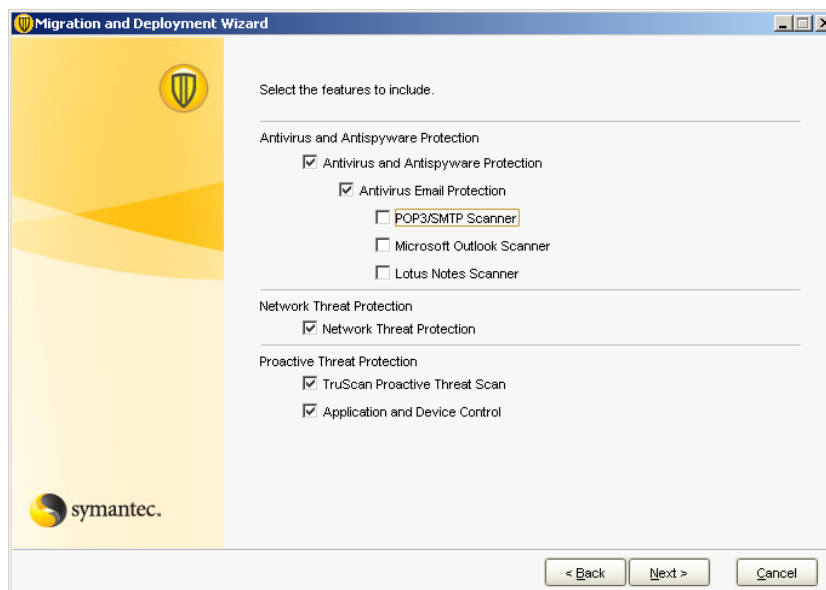 Migration and Deployment Wizard
Select the features to include.
Antivirus and Antispyware Protection
Antivirus and Antispyware Protection
Antivirus Email Protection
POP3/SMTP Scanner
Microsoft Outlook Scanner
Lotus Notes Scanner
Network Threat Protection
Network Threat Protection
Proactive Threat Protection
TruScan Proactive Threat Scan
Application and Device Control
symantec.
< Back
Next >
Cancel